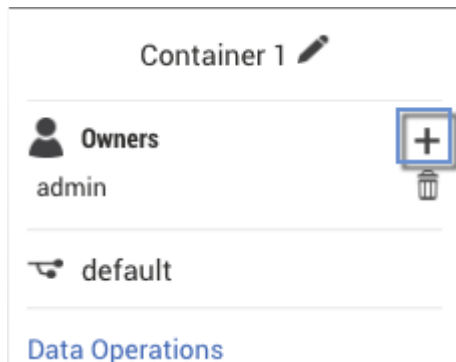 Container 1
Owners
admin
default
Data Operations